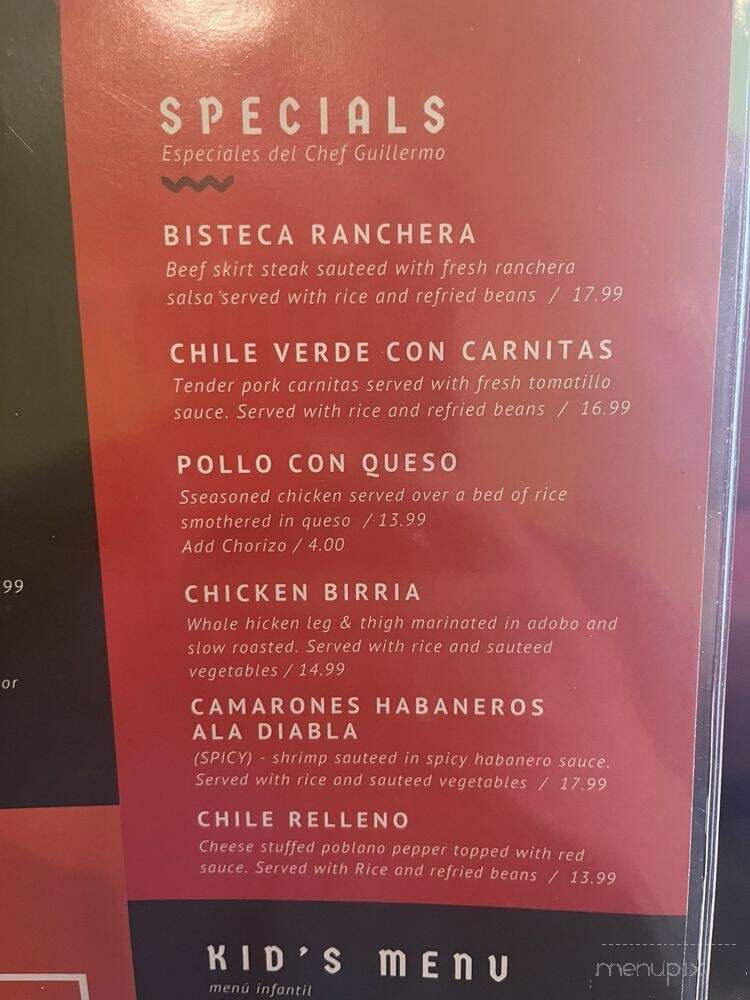 SPECIALS
Especiales del Chef Guillermo
BISTECA RANCHERA
Beef skirt steak sauteed with fresh ranchera
salsa served with rice and refried beans / 17.99
CHILE VERDE CON CARNITAS
Tender pork carnitas served with fresh tomatillo
sauce. Served with rice and refried beans / 16.99
POLLO CON QUESO
Sseasoned chicken served over a bed of rice
smothered in queso / 13.99
Add Chorizo / 4.00
CHICKEN BIRRIA
Whole hicken leg & thigh marinated in adobo and
slow roasted. Served with rice and sauteed
vegetables / 14.99
CAMARONES HABANEROS
ALA DIABLA
(SPICY) - shrimp sauteed in spicy habanero sauce.
Served with rice and sauteed vegetables / 17.99
CHILE RELLENO
Cheese stuffed poblano pepper topped with red
sauce. Served with Rice and refried beans / 13.99
KID'S MENU
menú infantil
99
or
menupix